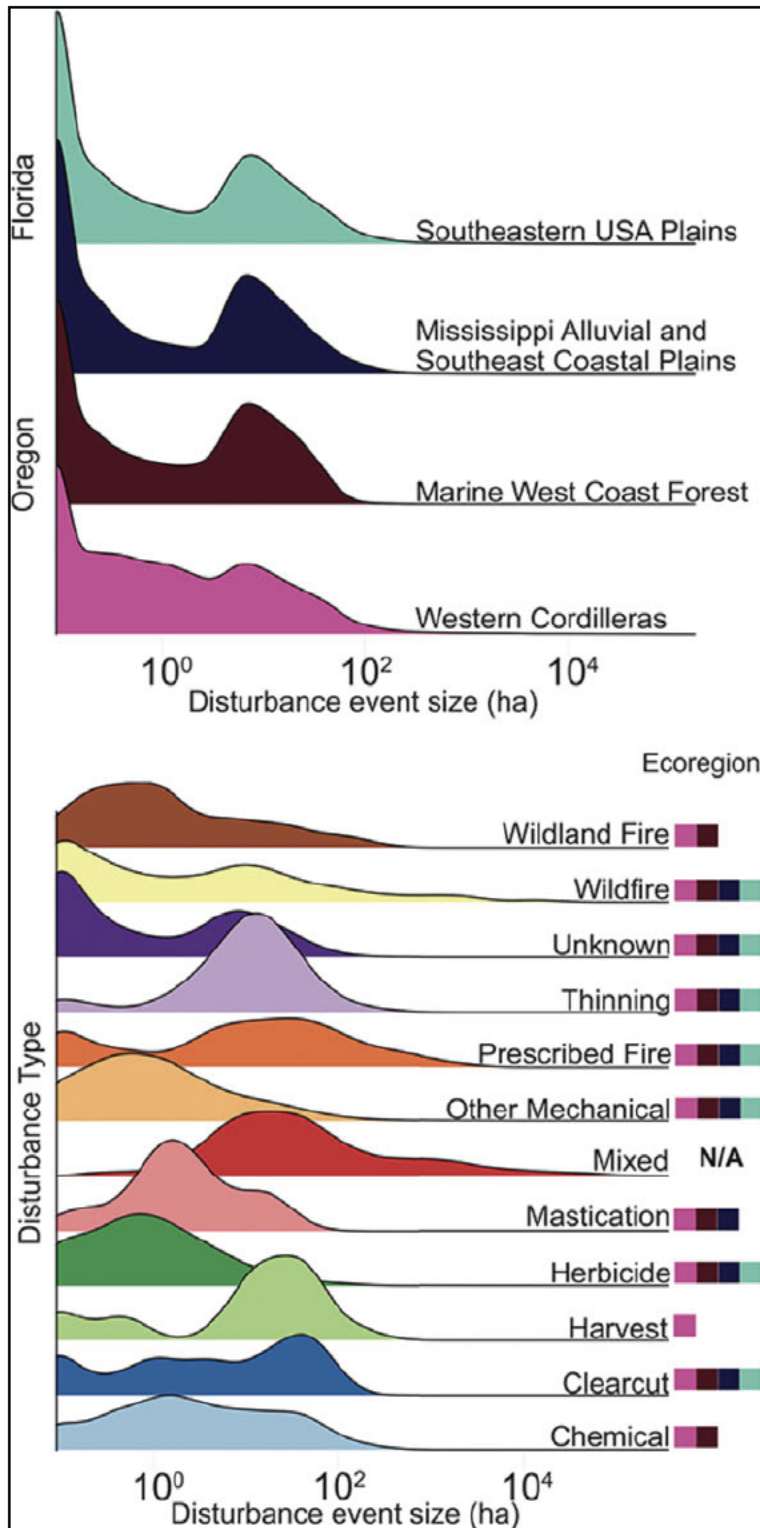 Florida
Southeastern USA Plains
Mississippi Alluvial and
Southeast Coastal Plains
Oregon
Marine West Coast Forest
Western Cordilleras
10⁰ 10² 10⁴
Disturbance event size (ha)
Ecoregion
Disturbance Type
Wildland Fire
Wildfire
Unknown
Thinning
Prescribed Fire
Other Mechanical
Mixed N/A
Mastication
Herbicide
Harvest
Clearcut
Chemical
10⁰ 10² 10⁴
Disturbance event size (ha)